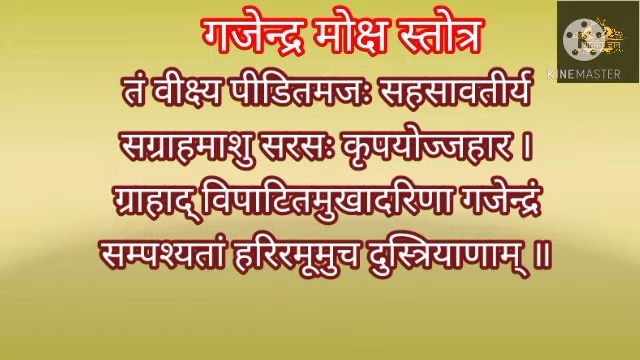 गजेन्द्र मोक्ष स्तोत्र
तं वीक्ष्य पीडितमजः सहसावतीर्य
सग्राहमाशु सरसः कृपयोज्जहार ।
ग्राहाद् विपाटितमुखादरिणा गजेन्द्रं
सम्पश्यतां हरिरमूमुच दुस्त्रियाणाम् ॥
KINEMASTER